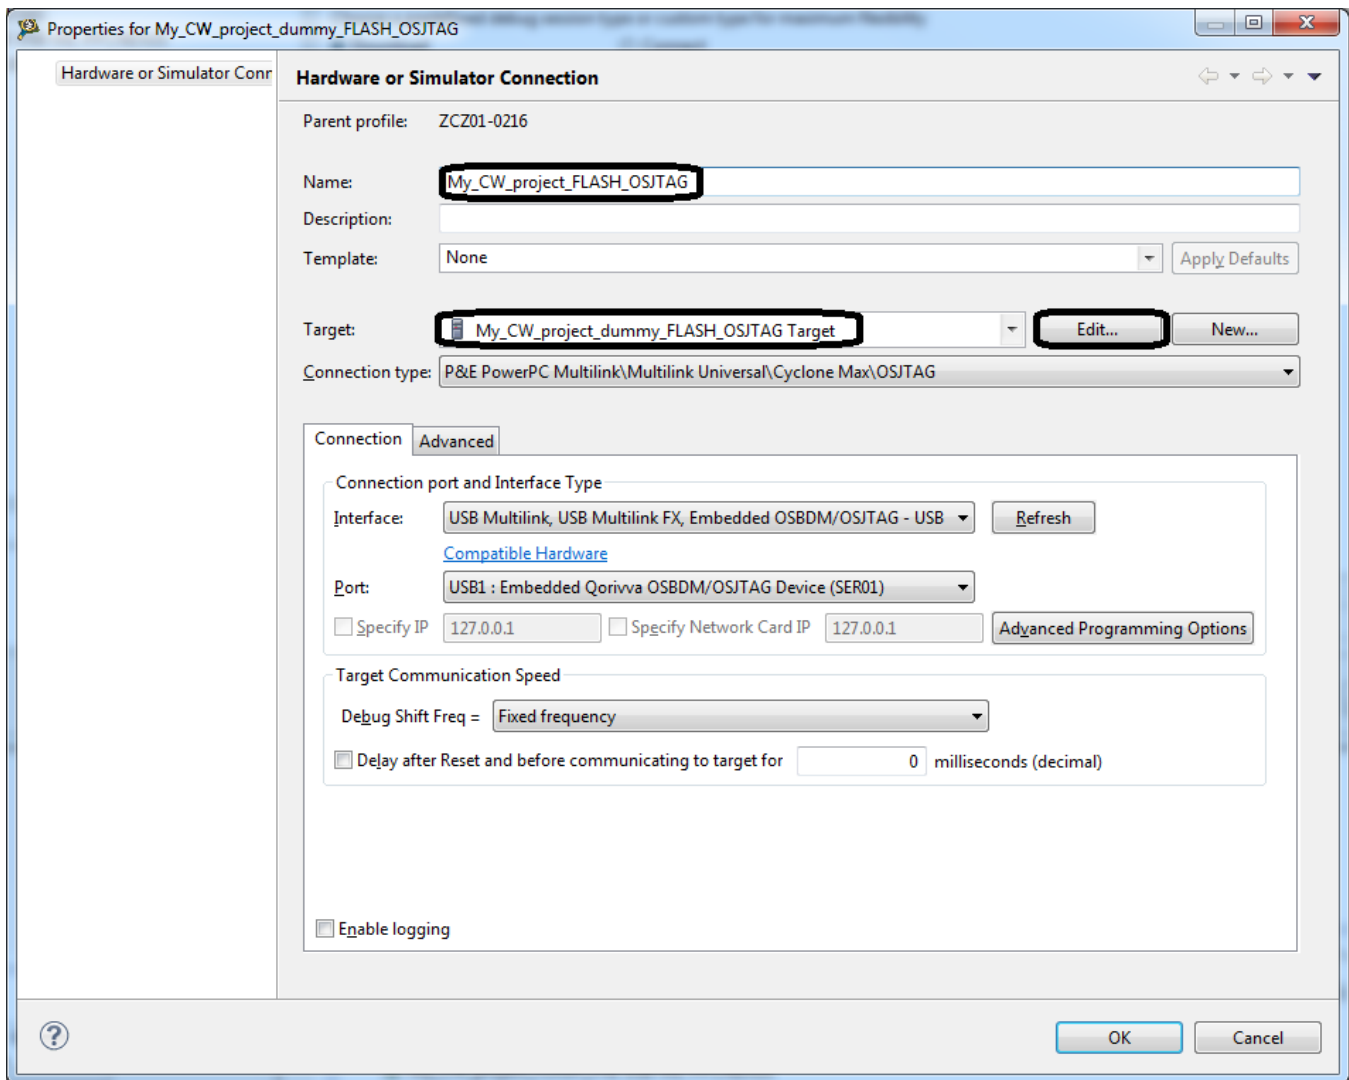 Properties for My_CW_project_dummy_FLASH_OSJTAG
Hardware or Simulator Conn
Hardware or Simulator Connection
Parent profile: ZCZ01-0216
Name: My_CW_project_FLASH_OSJTAG
Description:
Template: None Apply Defaults
Target: My_CW_project_dummy_FLASH_OSJTAG Target Edit... New...
Connection type: P&E PowerPC Multilink\Multilink Universal\Cyclone Max\OSJTAG
Connection Advanced
Connection port and Interface Type
Interface: USB Multilink, USB Multilink FX, Embedded OSBDM/OSJTAG - USB Refresh
Compatible Hardware
Port: USB1 : Embedded Qorivva OSBDM/OSJTAG Device (SER01)
Specify IP 127.0.0.1 Specify Network Card IP 127.0.0.1 Advanced Programming Options
Target Communication Speed
Debug Shift Freq = Fixed frequency
Delay after Reset and before communicating to target for 0 milliseconds (decimal)
Enable logging
OK Cancel